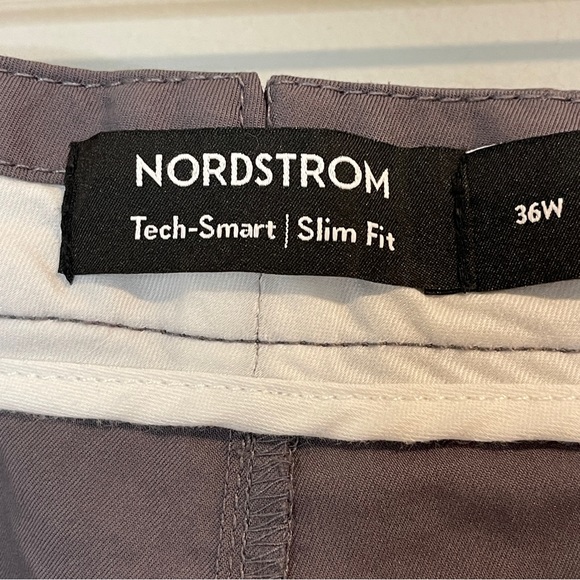 NORDSTROM
Tech-Smart | Slim Fit
36W